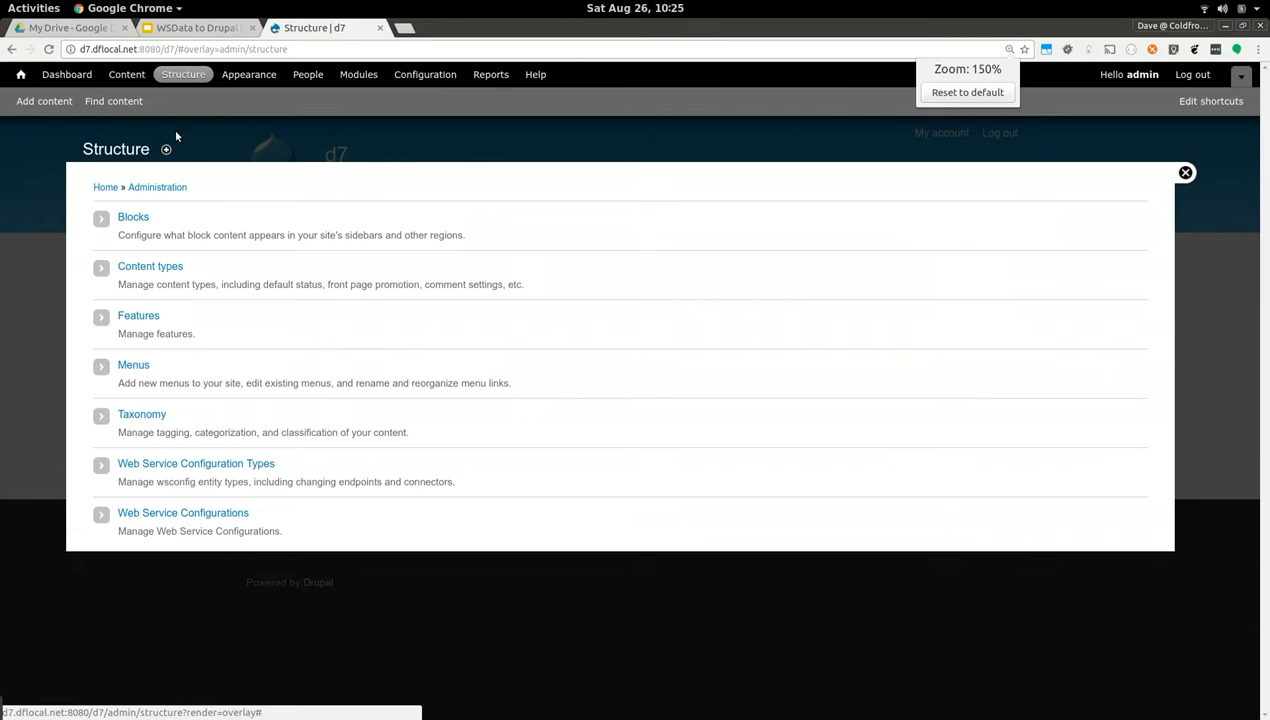 Activities Google Chrome Sat Aug 26, 10:25
My Drive - Google D WSData to Drupal Structure | d7 Dave @ Coldfro...
d7.dflocal.net:8080/d7/#overlay=admin/structure
Dashboard Content Structure Appearance People Modules Configuration Reports Help Hello admin Log out
Zoom: 150%
Reset to default
Add content Find content Edit shortcuts
My account Log out
Structure d7
Home » Administration
Blocks
Configure what block content appears in your site's sidebars and other regions.
Content types
Manage content types, including default status, front page promotion, comment settings, etc.
Features
Manage features.
Menus
Add new menus to your site, edit existing menus, and rename and reorganize menu links.
Taxonomy
Manage tagging, categorization, and classification of your content.
Web Service Configuration Types
Manage wsconfig entity types, including changing endpoints and connectors.
Web Service Configurations
Manage Web Service Configurations.
Powered by Drupal
d7.dflocal.net:8080/d7/admin/structure?render=overlay#